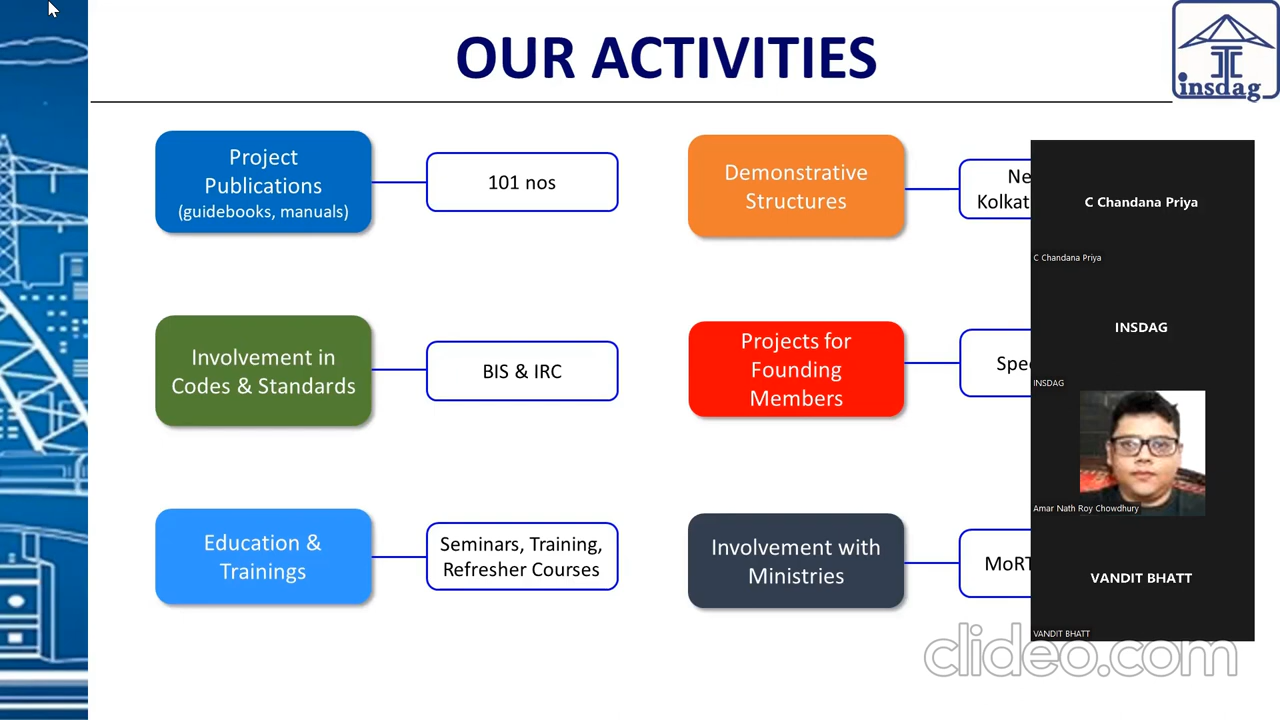 OUR ACTIVITIES
insdag
Project
Publications
(guidebooks, manuals)
101 nos
Demonstrative
Structures
Involvement in
Codes & Standards
BIS & IRC
Projects for
Founding
Members
Education &
Trainings
Seminars, Training,
Refresher Courses
Involvement with
Ministries
C Chandana Priya
C Chandana Priya
INSDAG
INSDAG
Amar Nath Roy Chowdhury
VANDIT BHATT
VANDIT BHATT
clideo.com